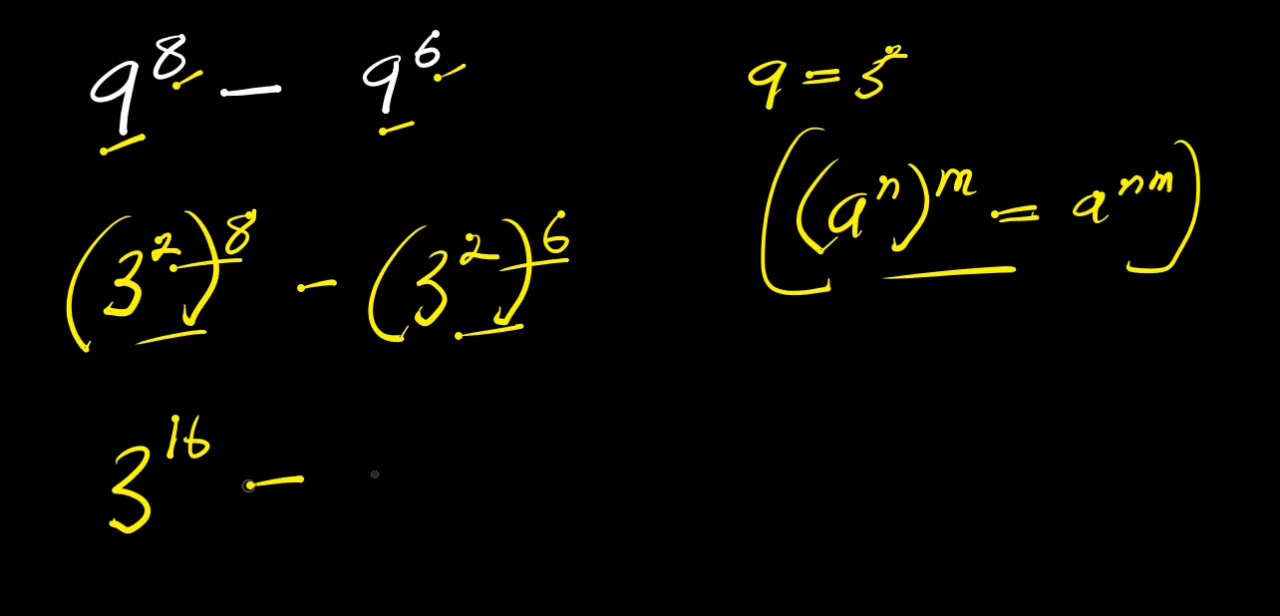 9⁸ - 9⁶
9 = 3²
((aⁿ)ᵐ = aⁿᵐ)
(3²)⁸ - (3²)⁶
3¹⁶ -